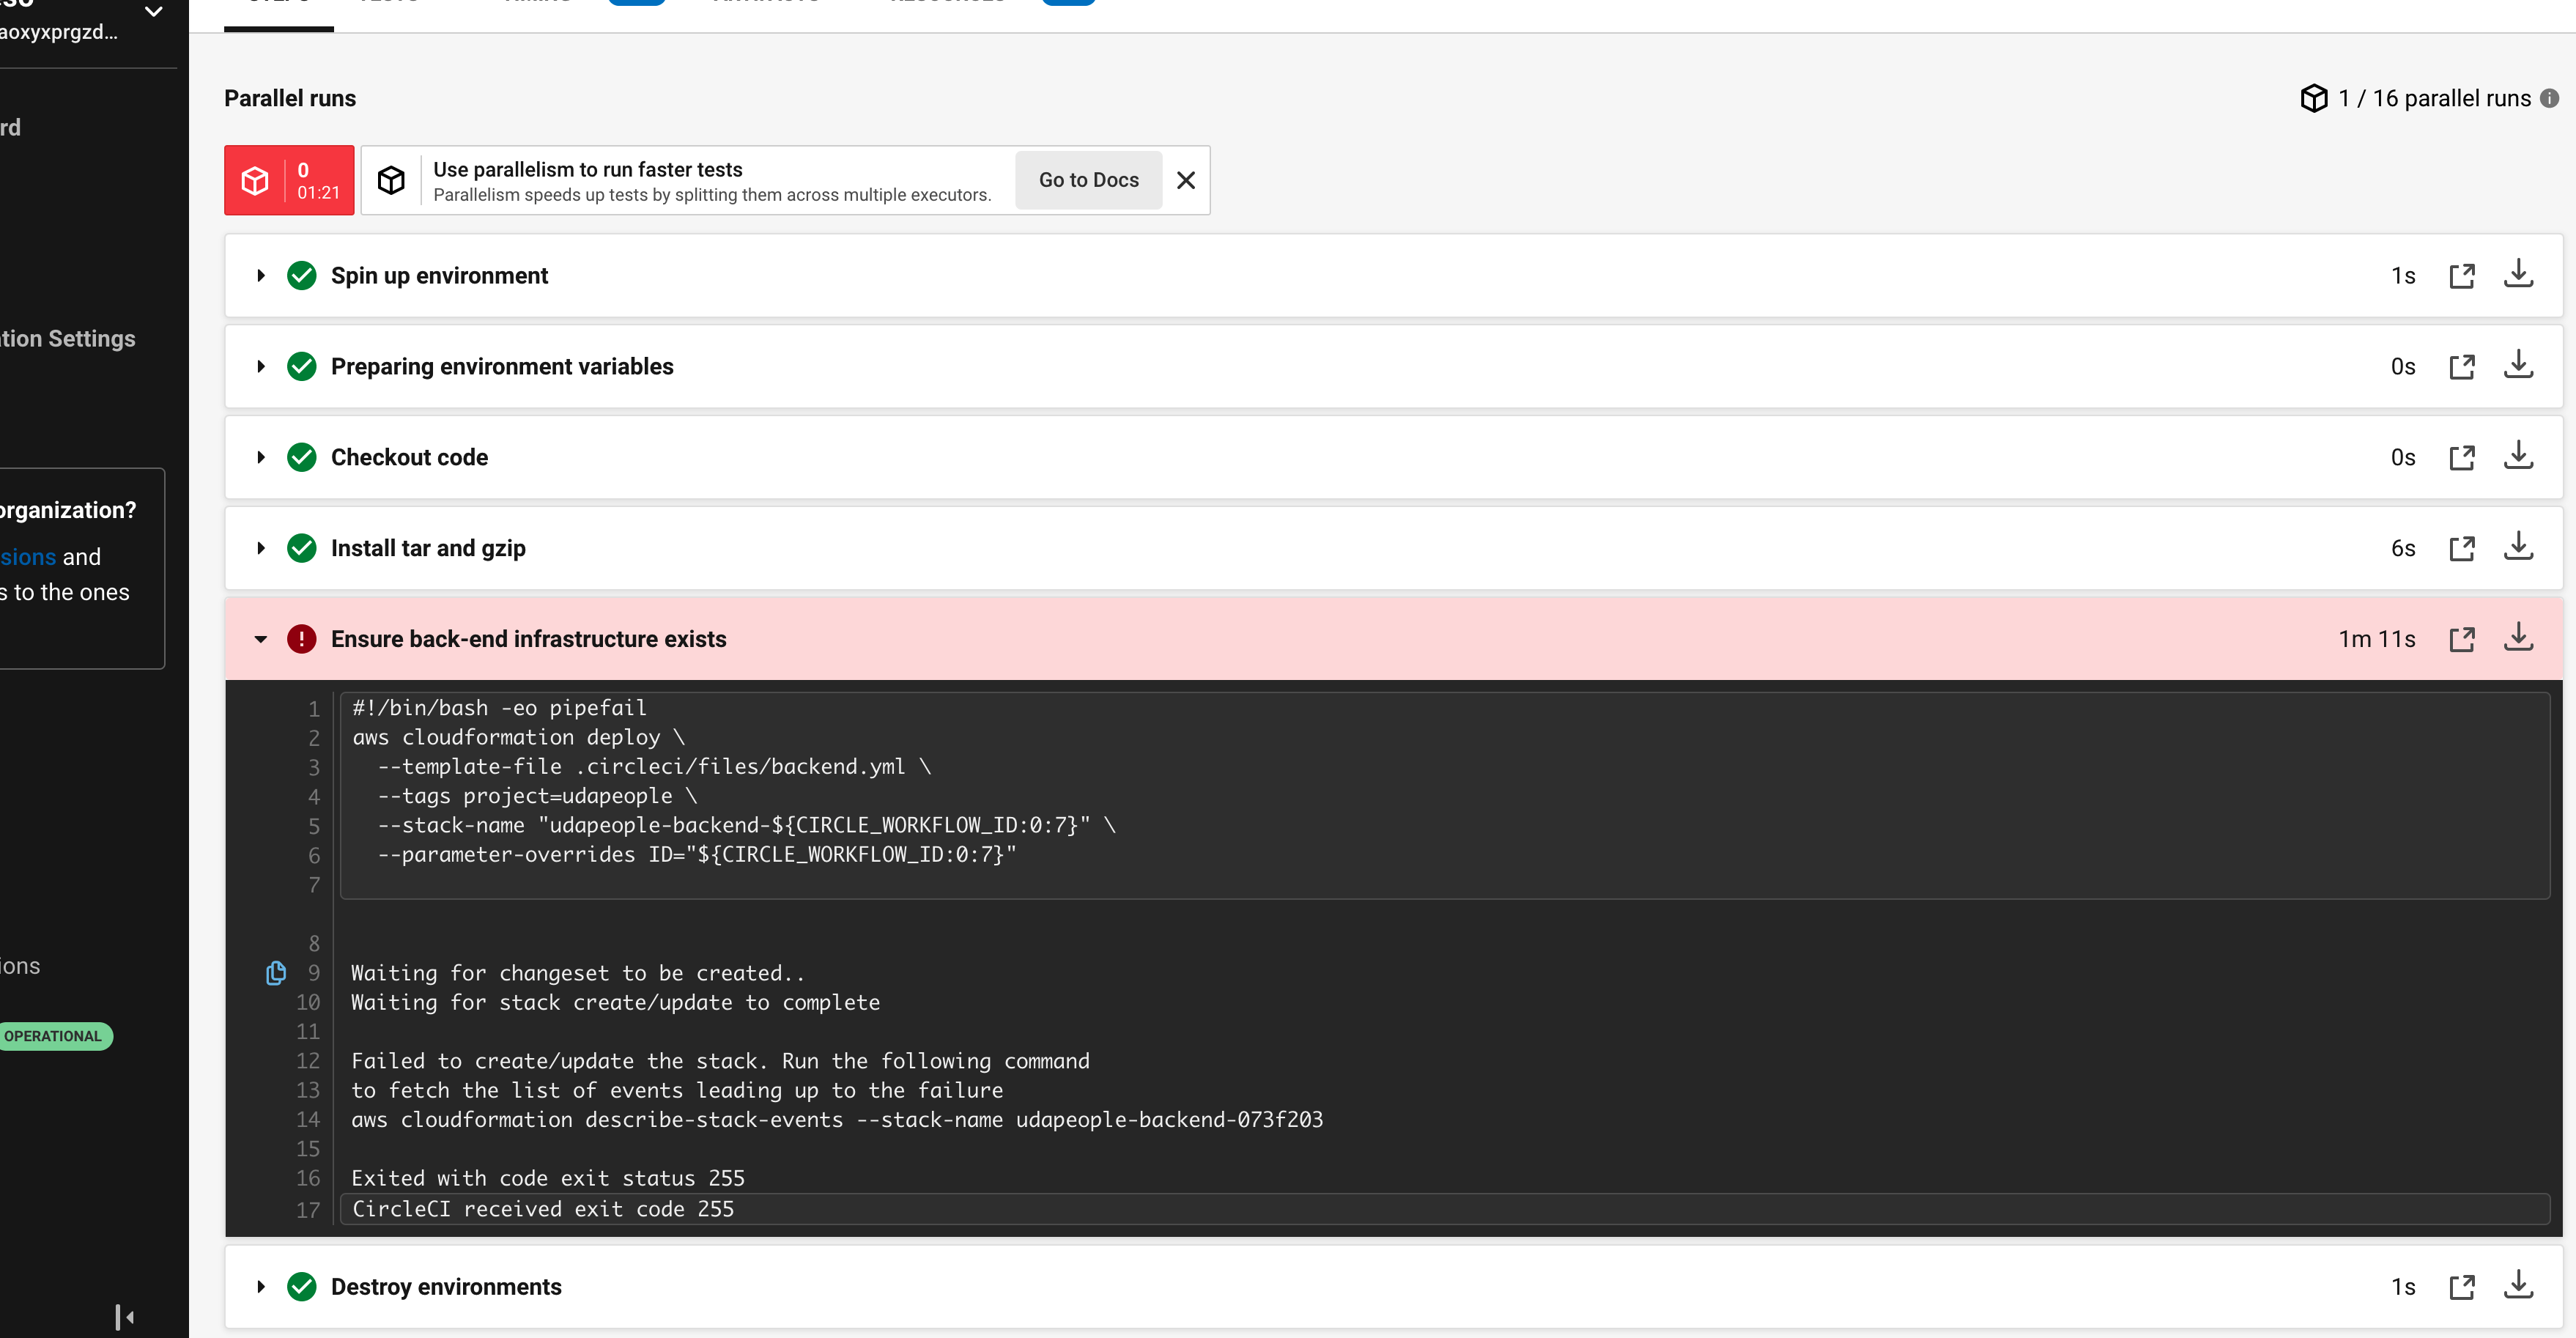 aoxyxprgzd...
rd
tion Settings
organization?
sions and
s to the ones
ions
OPERATIONAL
Parallel runs
1 / 16 parallel runs
0
01:21
Use parallelism to run faster tests
Parallelism speeds up tests by splitting them across multiple executors.
Go to Docs
Spin up environment
1s
Preparing environment variables
0s
Checkout code
0s
Install tar and gzip
6s
Ensure back-end infrastructure exists
1m 11s
1 #!/bin/bash -eo pipefail
2 aws cloudformation deploy \
3 --template-file .circleci/files/backend.yml \
4 --tags project=udapeople \
5 --stack-name "udapeople-backend-${CIRCLE_WORKFLOW_ID:0:7}" \
6 --parameter-overrides ID="${CIRCLE_WORKFLOW_ID:0:7}"
7
8
9 Waiting for changeset to be created..
10 Waiting for stack create/update to complete
11
12 Failed to create/update the stack. Run the following command
13 to fetch the list of events leading up to the failure
14 aws cloudformation describe-stack-events --stack-name udapeople-backend-073f203
15
16 Exited with code exit status 255
17 CircleCI received exit code 255
Destroy environments
1s